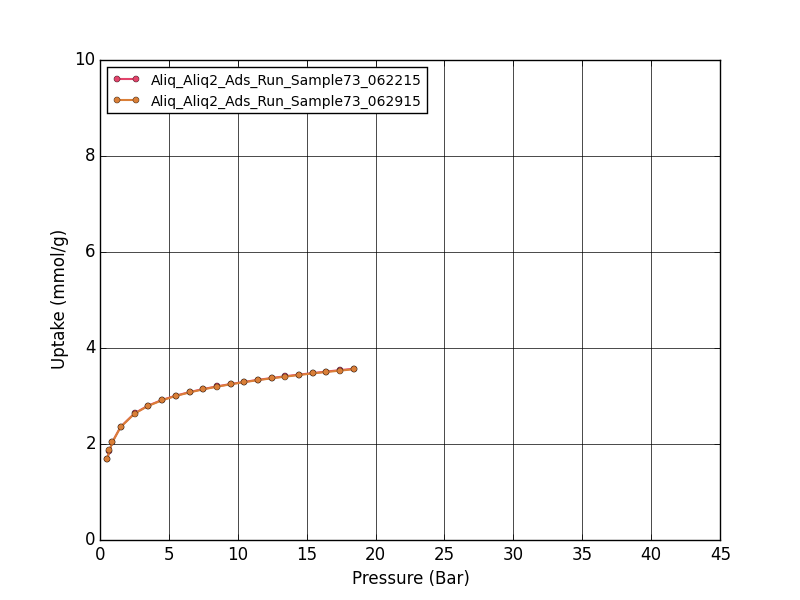 Aliq_Aliq2_Ads_Run_Sample73_062215
Aliq_Aliq2_Ads_Run_Sample73_062915
10
8
6
4
2
0
Uptake (mmol/g)
0 5 10 15 20 25 30 35 40 45
Pressure (Bar)